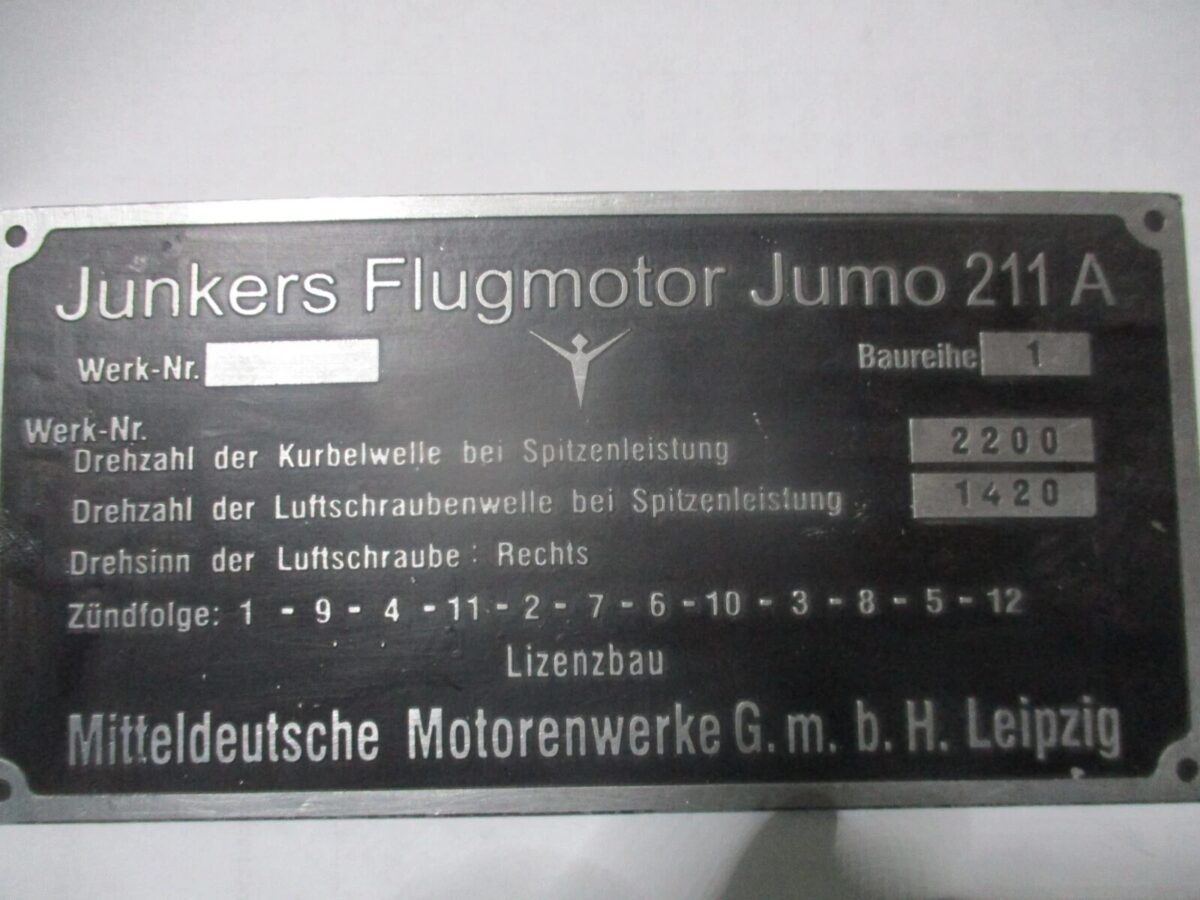 Junkers Flugmotor Jumo 211 A
Werk-Nr. Baureihe 1
Werk-Nr.
Drehzahl der Kurbelwelle bei Spitzenleistung 2200
Drehzahl der Luftschraubenwelle bei Spitzenleistung 1420
Drehsinn der Luftschraube: Rechts
Zündfolge: 1 - 9 - 4 - 11 - 2 - 7 - 6 - 10 - 3 - 8 - 5 - 12
Lizenzbau
Mitteldeutsche Motorenwerke G. m. b. H. Leipzig